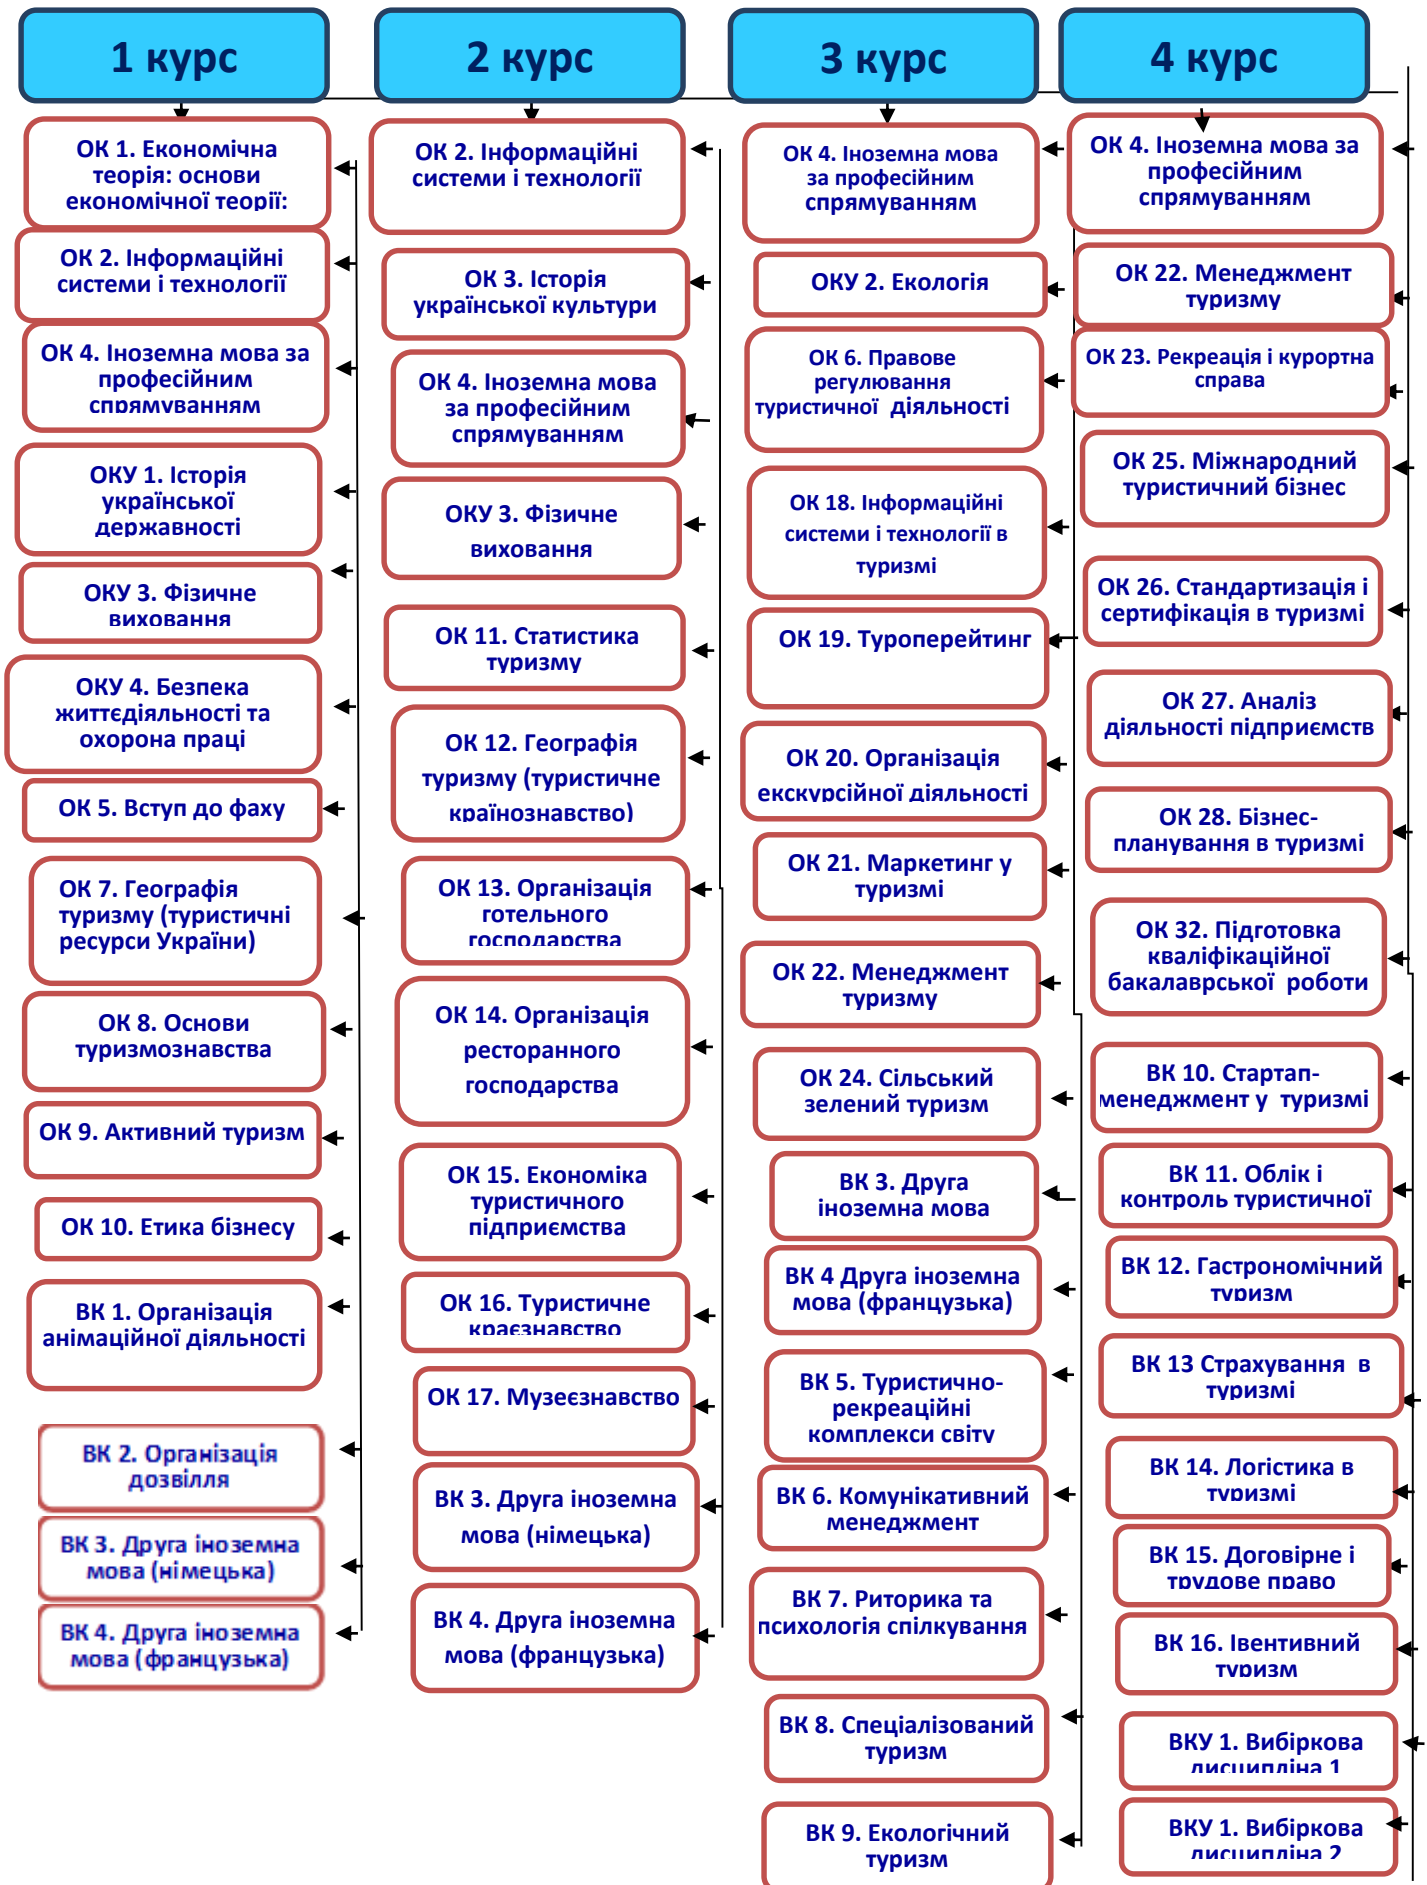 1 курс
ОК 1. Економічна
теорія: основи
економічної теорії:
ОК 2. Інформаційні
системи і технології
ОК 4. Іноземна мова за
професійним
спрямуванням
ОКУ 1. Історія
української
державності
ОКУ 3. Фізичне
виховання
ОКУ 4. Безпека
життєдіяльності та
охорона праці
ОК 5. Вступ до фаху
ОК 7. Географія
туризму (туристичні
ресурси України)
ОК 8. Основи
туризмознавства
ОК 9. Активний туризм
ОК 10. Етика бізнесу
ВК 1. Організація
анімаційної діяльності
ВК 2. Організація
дозвілля
ВК 3. Друга іноземна
мова (німецька)
ВК 4. Друга іноземна
мова (французька)
2 курс
ОК 2. Інформаційні
системи і технології
ОК 3. Історія
української культури
ОК 4. Іноземна мова
за професійним
спрямуванням
ОКУ 3. Фізичне
виховання
ОК 11. Статистика
туризму
ОК 12. Географія
туризму (туристичне
країнознавство)
ОК 13. Організація
готельного
господарства
ОК 14. Організація
ресторанного
господарства
ОК 15. Економіка
туристичного
підприємства
ОК 16. Туристичне
краєзнавство
ОК 17. Музеєзнавство
ВК 3. Друга іноземна
мова (німецька)
ВК 4. Друга іноземна
мова (французька)
3 курс
ОК 4. Іноземна мова
за професійним
спрямуванням
ОКУ 2. Екологія
ОК 6. Правове
регулювання
туристичної діяльності
ОК 18. Інформаційні
системи і технології в
туризмі
ОК 19. Туроперейтинг
ОК 20. Організація
екскурсійної діяльності
ОК 21. Маркетинг у
туризмі
ОК 22. Менеджмент
туризму
ОК 24. Сільський
зелений туризм
ВК 3. Друга
іноземна мова
ВК 4 Друга іноземна
мова (французька)
ВК 5. Туристично-
рекреаційні
комплекси світу
ВК 6. Комунікативний
менеджмент
ВК 7. Риторика та
психологія спілкування
ВК 8. Спеціалізований
туризм
ВК 9. Екологічний
туризм
4 курс
ОК 4. Іноземна мова за
професійним
спрямуванням
ОК 22. Менеджмент
туризму
ОК 23. Рекреація і курортна
справа
ОК 25. Міжнародний
туристичний бізнес
ОК 26. Стандартизація і
сертифікація в туризмі
ОК 27. Аналіз
діяльності підприємств
ОК 28. Бізнес-
планування в туризмі
ОК 32. Підготовка
кваліфікаційної
бакалаврської роботи
ВК 10. Стартап-
менеджмент у туризмі
ВК 11. Облік і
контроль туристичної
ВК 12. Гастрономічний
туризм
ВК 13 Страхування в
туризмі
ВК 14. Логістика в
туризмі
ВК 15. Договірне і
трудове право
ВК 16. Івентивний
туризм
ВКУ 1. Вибіркова
дисципліна 1
ВКУ 1. Вибіркова
дисципліна 2